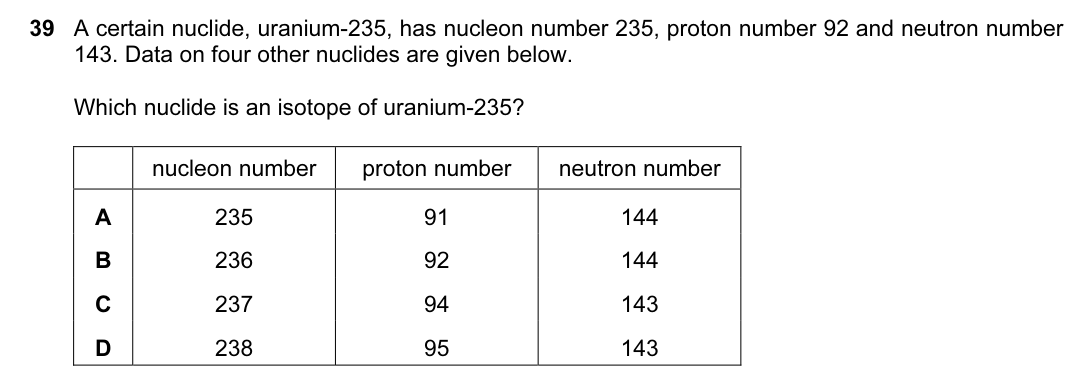 39 A certain nuclide, uranium-235, has nucleon number 235, proton number 92 and neutron number
143. Data on four other nuclides are given below.
Which nuclide is an isotope of uranium-235?
nucleon number proton number neutron number
A 235 91 144
B 236 92 144
C 237 94 143
D 238 95 143